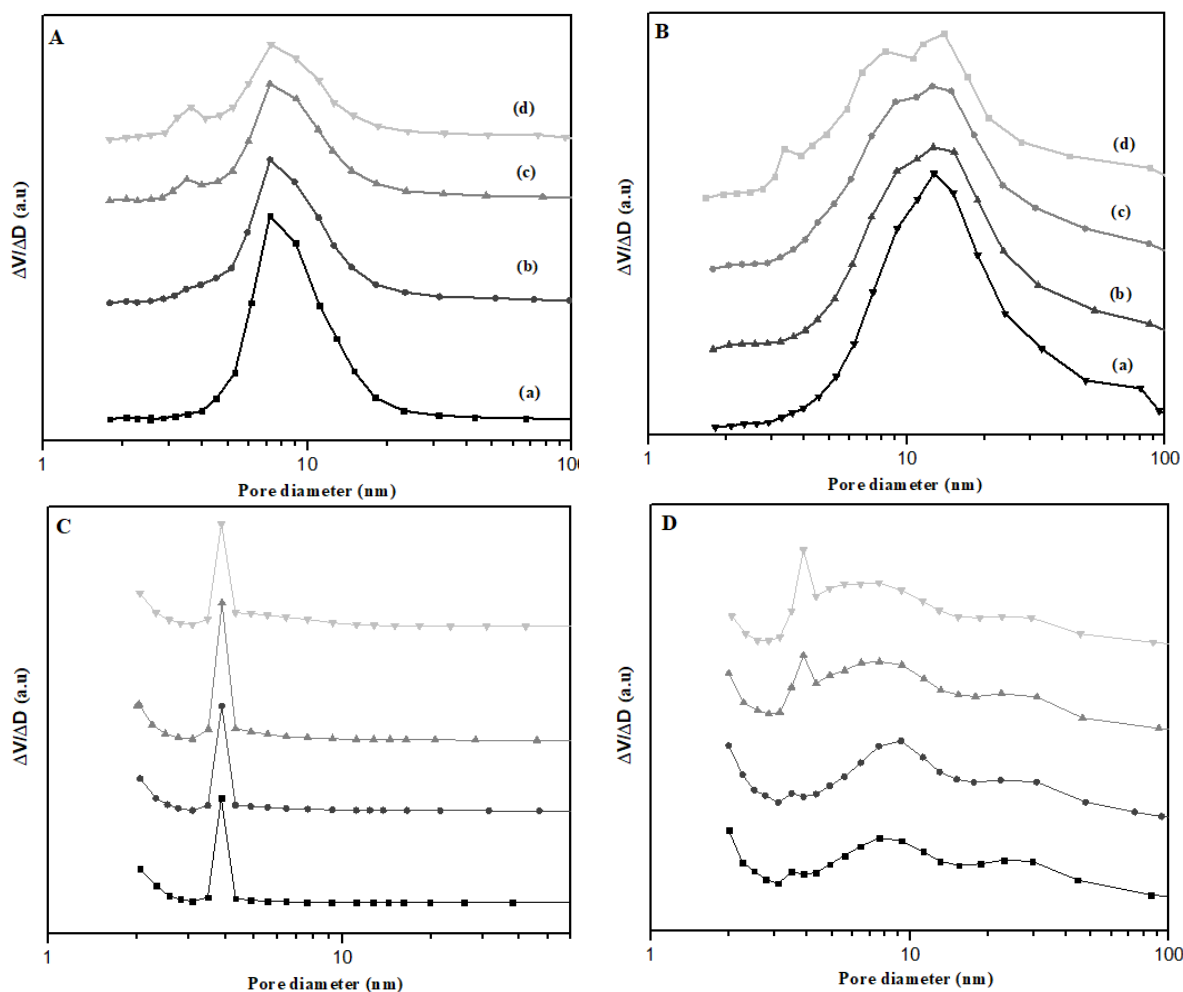 A
(d)
(c)
(b)
(a)
ΔV/ΔD (a.u)
1
10
100
Pore diameter (nm)
B
(d)
(c)
(b)
(a)
ΔV/ΔD (a.u)
1
10
100
Pore diameter (nm)
C
ΔV/ΔD (a.u)
1
10
Pore diameter (nm)
D
ΔV/ΔD (a.u)
1
10
100
Pore diameter (nm)